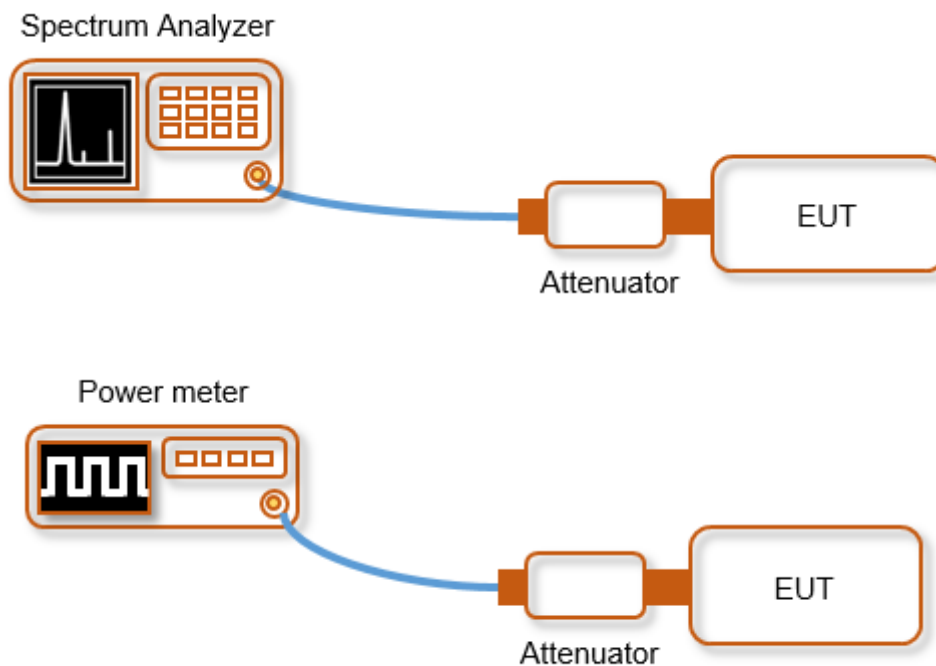 Spectrum Analyzer
EUT
Attenuator
Power meter
EUT
Attenuator